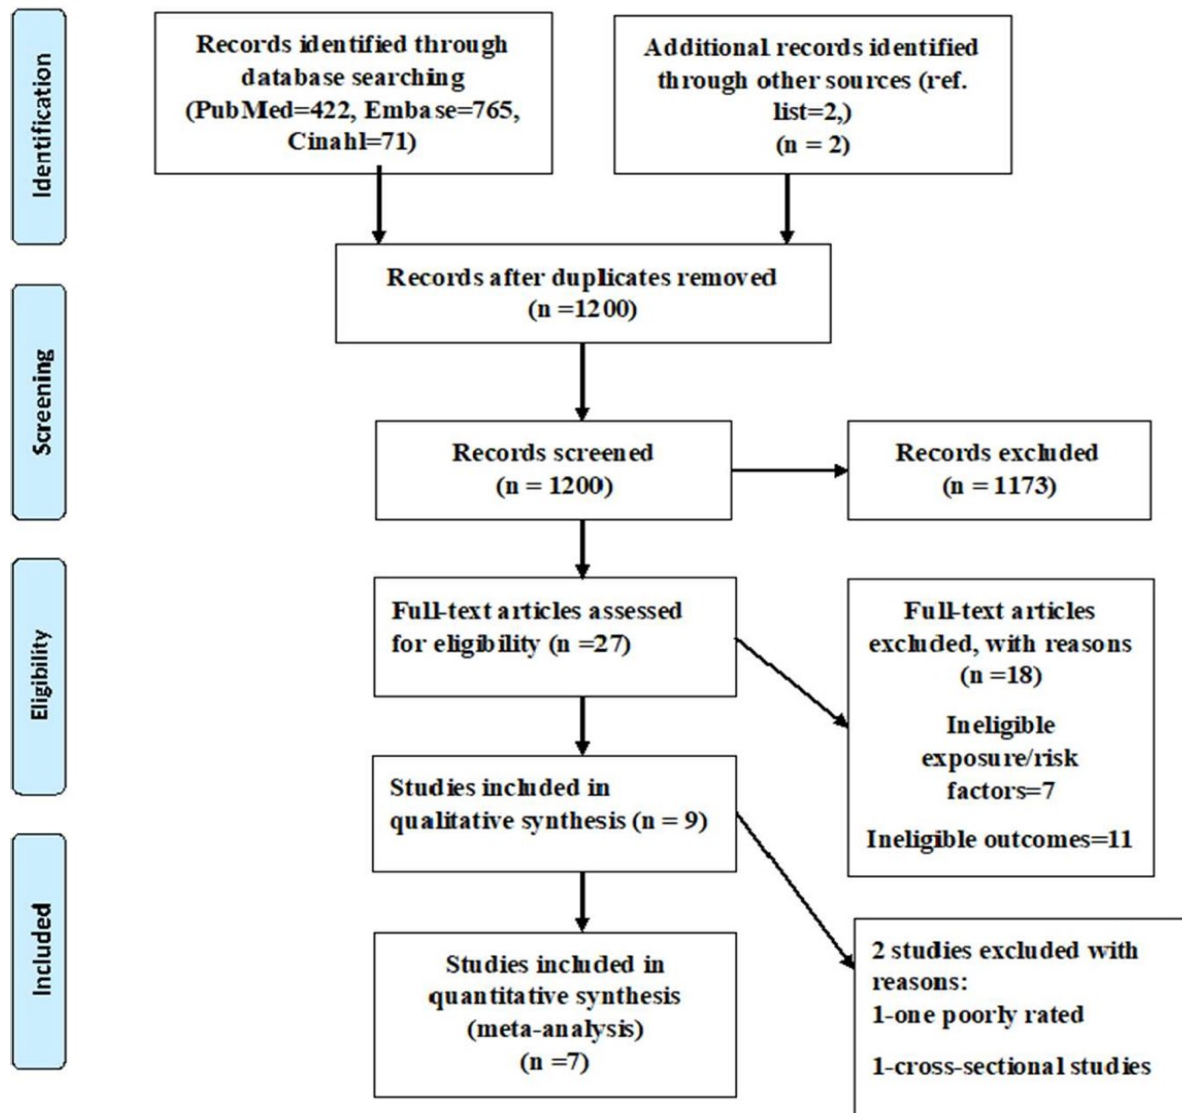 Identification
Records identified through
database searching
(PubMed=422, Embase=765,
Cinahl=71)
Additional records identified
through other sources (ref.
list=2,)
(n = 2)
Records after duplicates removed
(n =1200)
Screening
Records screened
(n = 1200)
Records excluded
(n = 1173)
Eligibility
Full-text articles assessed
for eligibility (n =27)
Full-text articles
excluded, with reasons
(n =18)
Ineligible
exposure/risk
factors=7
Ineligible outcomes=11
Studies included in
qualitative synthesis (n = 9)
Included
Studies included in
quantitative synthesis
(meta-analysis)
(n =7)
2 studies excluded with
reasons:
1-one poorly rated
1-cross-sectional studies